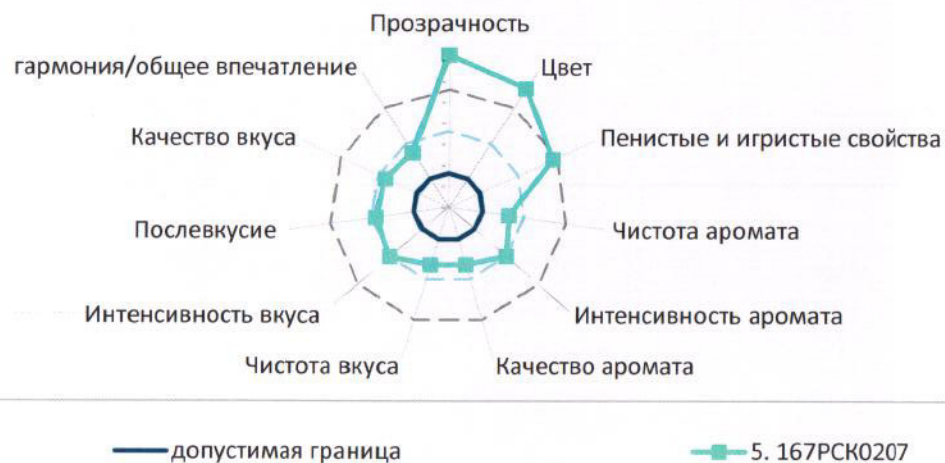 Прозрачность
гармония/общее впечатление
Цвет
Качество вкуса
Пенистые и игристые свойства
Послевкусие
Чистота аромата
Интенсивность вкуса
Интенсивность аромата
Чистота вкуса
Качество аромата
допустимая граница
5. 167РСК0207